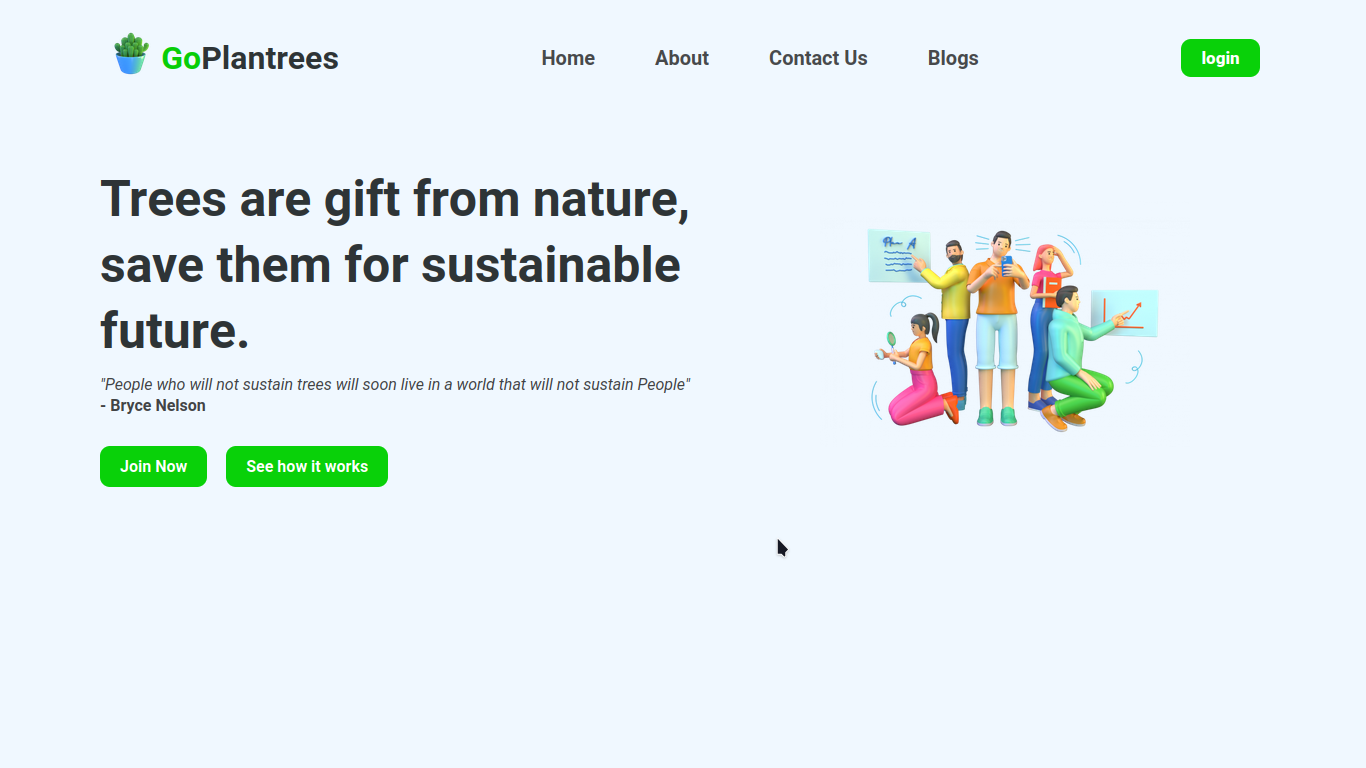 GoPlantrees
Home
About
Contact Us
Blogs
login
Trees are gift from nature,
save them for sustainable
future.
"People who will not sustain trees will soon live in a world that will not sustain People"
- Bryce Nelson
Join Now
See how it works
Plan A